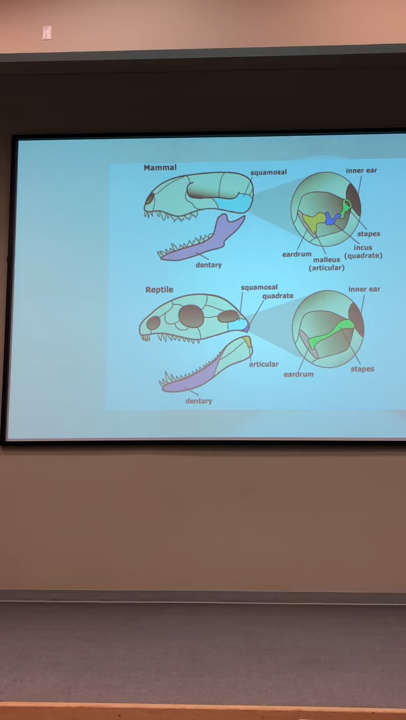 Mammal
squamosal
inner ear
stapes
incus
(quadrate)
eardrum
malleus
(articular)
dentary
Reptile
squamosal
quadrate
inner ear
articular
eardrum
stapes
dentary